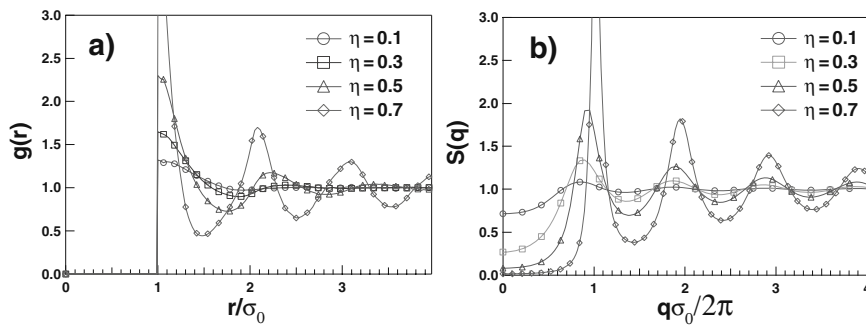 a)
η = 0.1
η = 0.3
η = 0.5
η = 0.7
g(r)
3.0
2.5
2.0
1.5
1.0
0.5
0.0
0 1 2 3
r/σ₀
b)
η = 0.1
η = 0.3
η = 0.5
η = 0.7
S(q)
3.0
2.5
2.0
1.5
1.0
0.5
0.0
0 1 2 3 4
qσ₀/2π